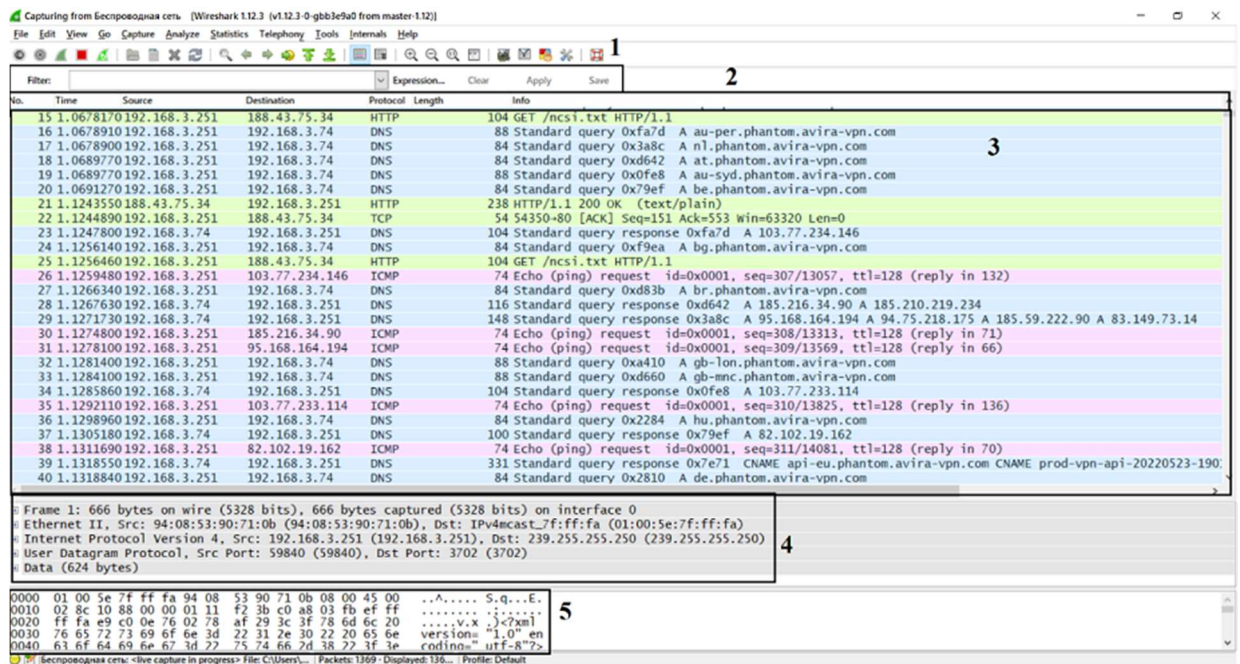 Capturing from Беспроводная сеть [Wireshark 1.12.3 (v1.12.3-0-gbb3e9a0 from master-1.12)]
File Edit View Go Capture Analyze Statistics Telephony Tools Internals Help
1
Filter: Expression... Clear Apply Save
2
No. Time Source Destination Protocol Length Info
15 1.0678170 192.168.3.251 188.43.75.34 HTTP 104 GET /ncsi.txt HTTP/1.1
16 1.0678910 192.168.3.251 192.168.3.74 DNS 88 Standard query 0xfa7d A au-per.phantom.avira-vpn.com
17 1.0678900 192.168.3.251 192.168.3.74 DNS 84 Standard query 0x3a8c A nl.phantom.avira-vpn.com
3
18 1.0689770 192.168.3.251 192.168.3.74 DNS 84 Standard query 0xd642 A at.phantom.avira-vpn.com
19 1.0689770 192.168.3.251 192.168.3.74 DNS 88 Standard query 0x0fe8 A au-syd.phantom.avira-vpn.com
20 1.0691270 192.168.3.251 192.168.3.74 DNS 84 Standard query 0x79ef A be.phantom.avira-vpn.com
21 1.1243550 188.43.75.34 192.168.3.251 HTTP 238 HTTP/1.1 200 OK (text/plain)
22 1.1244890 192.168.3.251 188.43.75.34 TCP 54 54350→80 [ACK] Seq=151 Ack=553 Win=63320 Len=0
23 1.1247800 192.168.3.74 192.168.3.251 DNS 104 Standard query response 0xfa7d A 103.77.234.146
24 1.1256140 192.168.3.251 192.168.3.74 DNS 84 Standard query 0xf9ea A bg.phantom.avira-vpn.com
25 1.1256460 192.168.3.251 188.43.75.34 HTTP 104 GET /ncsi.txt HTTP/1.1
26 1.1259480 192.168.3.251 103.77.234.146 ICMP 74 Echo (ping) request id=0x0001, seq=307/13057, ttl=128 (reply in 132)
27 1.1266340 192.168.3.251 192.168.3.74 DNS 84 Standard query 0xd83b A br.phantom.avira-vpn.com
28 1.1267630 192.168.3.74 192.168.3.251 DNS 116 Standard query response 0xd642 A 185.216.34.90 A 185.210.219.234
29 1.1271730 192.168.3.74 192.168.3.251 DNS 148 Standard query response 0x3a8c A 95.168.164.194 A 94.75.218.175 A 185.59.222.90 A 83.149.73.14
30 1.1274800 192.168.3.251 185.216.34.90 ICMP 74 Echo (ping) request id=0x0001, seq=308/13313, ttl=128 (reply in 71)
31 1.1278100 192.168.3.251 95.168.164.194 ICMP 74 Echo (ping) request id=0x0001, seq=309/13569, ttl=128 (reply in 66)
32 1.1281400 192.168.3.251 192.168.3.74 DNS 88 Standard query 0xa410 A gb-lon.phantom.avira-vpn.com
33 1.1284100 192.168.3.251 192.168.3.74 DNS 88 Standard query 0xd660 A gb-mnc.phantom.avira-vpn.com
34 1.1285860 192.168.3.74 192.168.3.251 DNS 104 Standard query response 0x0fe8 A 103.77.233.114
35 1.1292110 192.168.3.251 103.77.233.114 ICMP 74 Echo (ping) request id=0x0001, seq=310/13825, ttl=128 (reply in 136)
36 1.1298960 192.168.3.251 192.168.3.74 DNS 84 Standard query 0x2284 A hu.phantom.avira-vpn.com
37 1.1305180 192.168.3.74 192.168.3.251 DNS 100 Standard query response 0x79ef A 82.102.19.162
38 1.1311690 192.168.3.251 82.102.19.162 ICMP 74 Echo (ping) request id=0x0001, seq=311/14081, ttl=128 (reply in 70)
39 1.1318550 192.168.3.74 192.168.3.251 DNS 331 Standard query response 0x7e71 CNAME api-eu.phantom.avira-vpn.com CNAME prod-vpn-api-20220523-190
40 1.1318840 192.168.3.251 192.168.3.74 DNS 84 Standard query 0x2810 A de.phantom.avira-vpn.com
Frame 1: 666 bytes on wire (5328 bits), 666 bytes captured (5328 bits) on interface 0
Ethernet II, Src: 94:08:53:90:71:0b (94:08:53:90:71:0b), Dst: IPv4mcast_7f:ff:fa (01:00:5e:7f:ff:fa)
Internet Protocol Version 4, Src: 192.168.3.251 (192.168.3.251), Dst: 239.255.255.250 (239.255.255.250)
4
User Datagram Protocol, Src Port: 59840 (59840), Dst Port: 3702 (3702)
Data (624 bytes)
0000 01 00 5e 7f ff fa 94 08 53 90 71 0b 08 00 45 00 ..^..... S.q...E.
0010 02 8c 10 88 00 00 01 11 f2 3b c0 a8 03 fb ef ff ........ .;......
5
0020 ff fa e9 c0 0e 76 02 78 af 29 3c 3f 78 6d 6c 20 .....v.x .)<?xml
0030 76 65 72 73 69 6f 6e 3d 22 31 2e 30 22 20 65 6e version= "1.0" en
0040 63 6f 64 69 6e 67 3d 22 75 74 66 2d 38 22 3f 3e coding=" utf-8"?>
Беспроводная сеть: <live capture in progress> File: C:\Users\... Packets: 1369 · Displayed: 136... Profile: Default